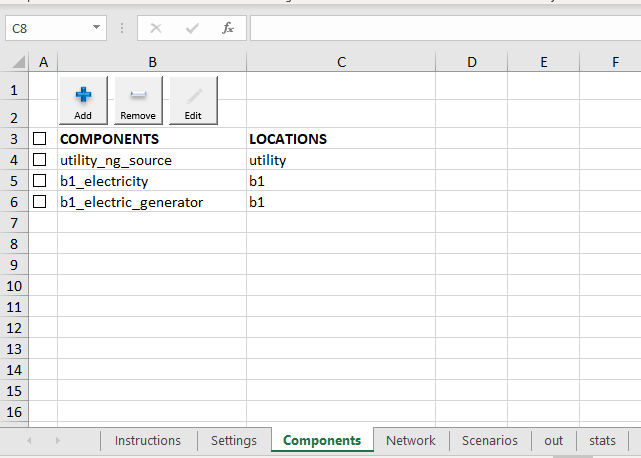 C8 fx
A B C D E F
1
Add Remove Edit
2
3 COMPONENTS LOCATIONS
4 utility_ng_source utility
5 b1_electricity b1
6 b1_electric_generator b1
7
8
9
10
11
12
13
14
15
16
Instructions Settings Components Network Scenarios out stats